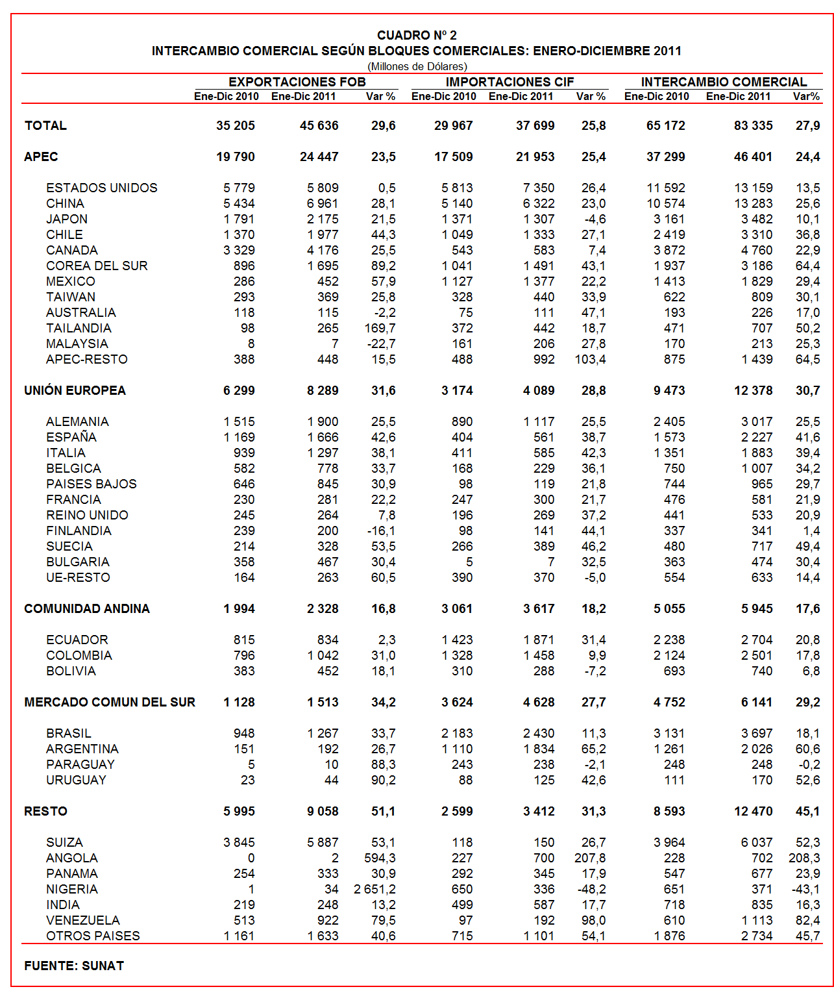 CUADRO Nº 2
INTERCAMBIO COMERCIAL SEGÚN BLOQUES COMERCIALES: ENERO-DICIEMBRE 2011
(Millones de Dólares)
EXPORTACIONES FOB IMPORTACIONES CIF INTERCAMBIO COMERCIAL
Ene-Dic 2010 Ene-Dic 2011 Var % Ene-Dic 2010 Ene-Dic 2011 Var % Ene-Dic 2010 Ene-Dic 2011 Var%
TOTAL 35 205 45 636 29,6 29 967 37 699 25,8 65 172 83 335 27,9
APEC 19 790 24 447 23,5 17 509 21 953 25,4 37 299 46 401 24,4
ESTADOS UNIDOS 5 779 5 809 0,5 5 813 7 350 26,4 11 592 13 159 13,5
CHINA 5 434 6 961 28,1 5 140 6 322 23,0 10 574 13 283 25,6
JAPON 1 791 2 175 21,5 1 371 1 307 -4,6 3 161 3 482 10,1
CHILE 1 370 1 977 44,3 1 049 1 333 27,1 2 419 3 310 36,8
CANADA 3 329 4 176 25,5 543 583 7,4 3 872 4 760 22,9
COREA DEL SUR 896 1 695 89,2 1 041 1 491 43,1 1 937 3 186 64,4
MEXICO 286 452 57,9 1 127 1 377 22,2 1 413 1 829 29,4
TAIWAN 293 369 25,8 328 440 33,9 622 809 30,1
AUSTRALIA 118 115 -2,2 75 111 47,1 193 226 17,0
TAILANDIA 98 265 169,7 372 442 18,7 471 707 50,2
MALAYSIA 8 7 -22,7 161 206 27,8 170 213 25,3
APEC-RESTO 388 448 15,5 488 992 103,4 875 1 439 64,5
UNIÓN EUROPEA 6 299 8 289 31,6 3 174 4 089 28,8 9 473 12 378 30,7
ALEMANIA 1 515 1 900 25,5 890 1 117 25,5 2 405 3 017 25,5
ESPAÑA 1 169 1 666 42,6 404 561 38,7 1 573 2 227 41,6
ITALIA 939 1 297 38,1 411 585 42,3 1 351 1 883 39,4
BELGICA 582 778 33,7 168 229 36,1 750 1 007 34,2
PAISES BAJOS 646 845 30,9 98 119 21,8 744 965 29,7
FRANCIA 230 281 22,2 247 300 21,7 476 581 21,9
REINO UNIDO 245 264 7,8 196 269 37,2 441 533 20,9
FINLANDIA 239 200 -16,1 98 141 44,1 337 341 1,4
SUECIA 214 328 53,5 266 389 46,2 480 717 49,4
BULGARIA 358 467 30,4 5 7 32,5 363 474 30,4
UE-RESTO 164 263 60,5 390 370 -5,0 554 633 14,4
COMUNIDAD ANDINA 1 994 2 328 16,8 3 061 3 617 18,2 5 055 5 945 17,6
ECUADOR 815 834 2,3 1 423 1 871 31,4 2 238 2 704 20,8
COLOMBIA 796 1 042 31,0 1 328 1 458 9,9 2 124 2 501 17,8
BOLIVIA 383 452 18,1 310 288 -7,2 693 740 6,8
MERCADO COMUN DEL SUR 1 128 1 513 34,2 3 624 4 628 27,7 4 752 6 141 29,2
BRASIL 948 1 267 33,7 2 183 2 430 11,3 3 131 3 697 18,1
ARGENTINA 151 192 26,7 1 110 1 834 65,2 1 261 2 026 60,6
PARAGUAY 5 10 88,3 243 238 -2,1 248 248 -0,2
URUGUAY 23 44 90,2 88 125 42,6 111 170 52,6
RESTO 5 995 9 058 51,1 2 599 3 412 31,3 8 593 12 470 45,1
SUIZA 3 845 5 887 53,1 118 150 26,7 3 964 6 037 52,3
ANGOLA 0 2 594,3 227 700 207,8 228 702 208,3
PANAMA 254 333 30,9 292 345 17,9 547 677 23,9
NIGERIA 1 34 2 651,2 650 336 -48,2 651 371 -43,1
INDIA 219 248 13,2 499 587 17,7 718 835 16,3
VENEZUELA 513 922 79,5 97 192 98,0 610 1 113 82,4
OTROS PAISES 1 161 1 633 40,6 715 1 101 54,1 1 876 2 734 45,7
FUENTE: SUNAT